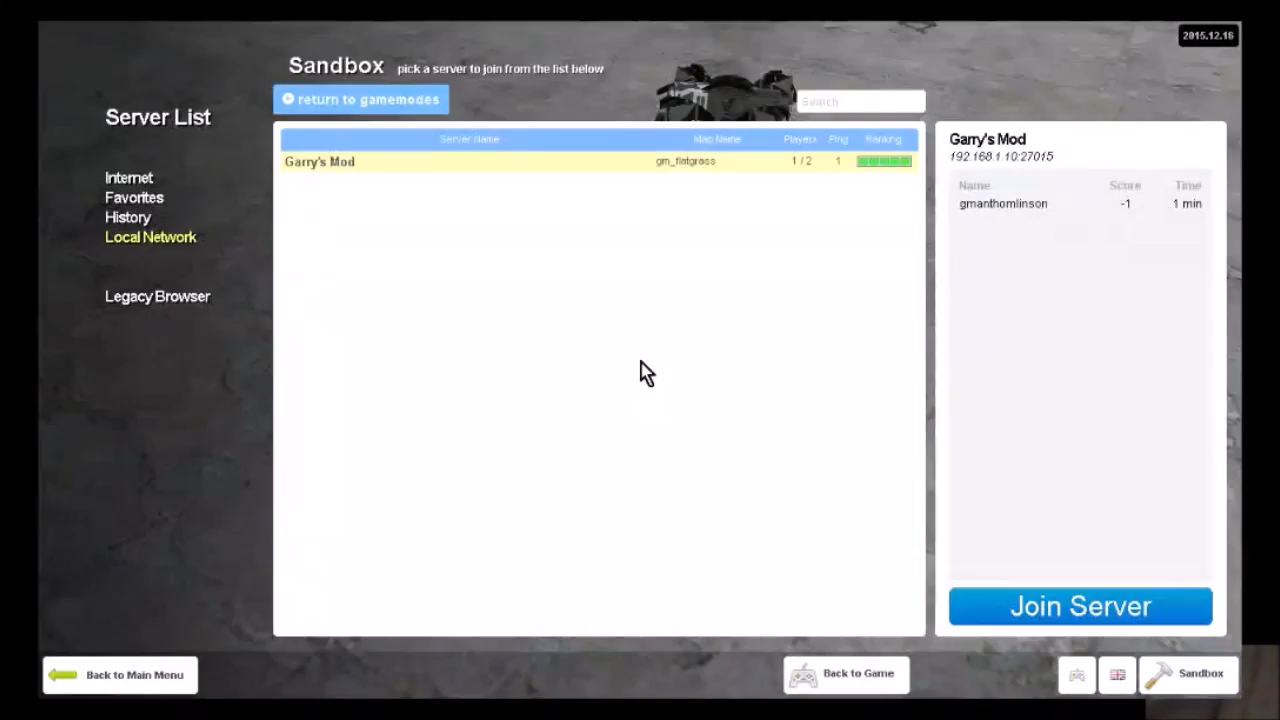 2015.12.16
Sandbox pick a server to join from the list below
return to gamemodes
Search
Server List
Internet
Favorites
History
Local Network
Legacy Browser
Server Name Map Name Players Ping Ranking
Garry's Mod gm_flatgrass 1 / 2 1
Garry's Mod
192.168.1.10:27015
Name Score Time
gmanthomlinson -1 1 min
Join Server
Back to Main Menu
Back to Game
Sandbox